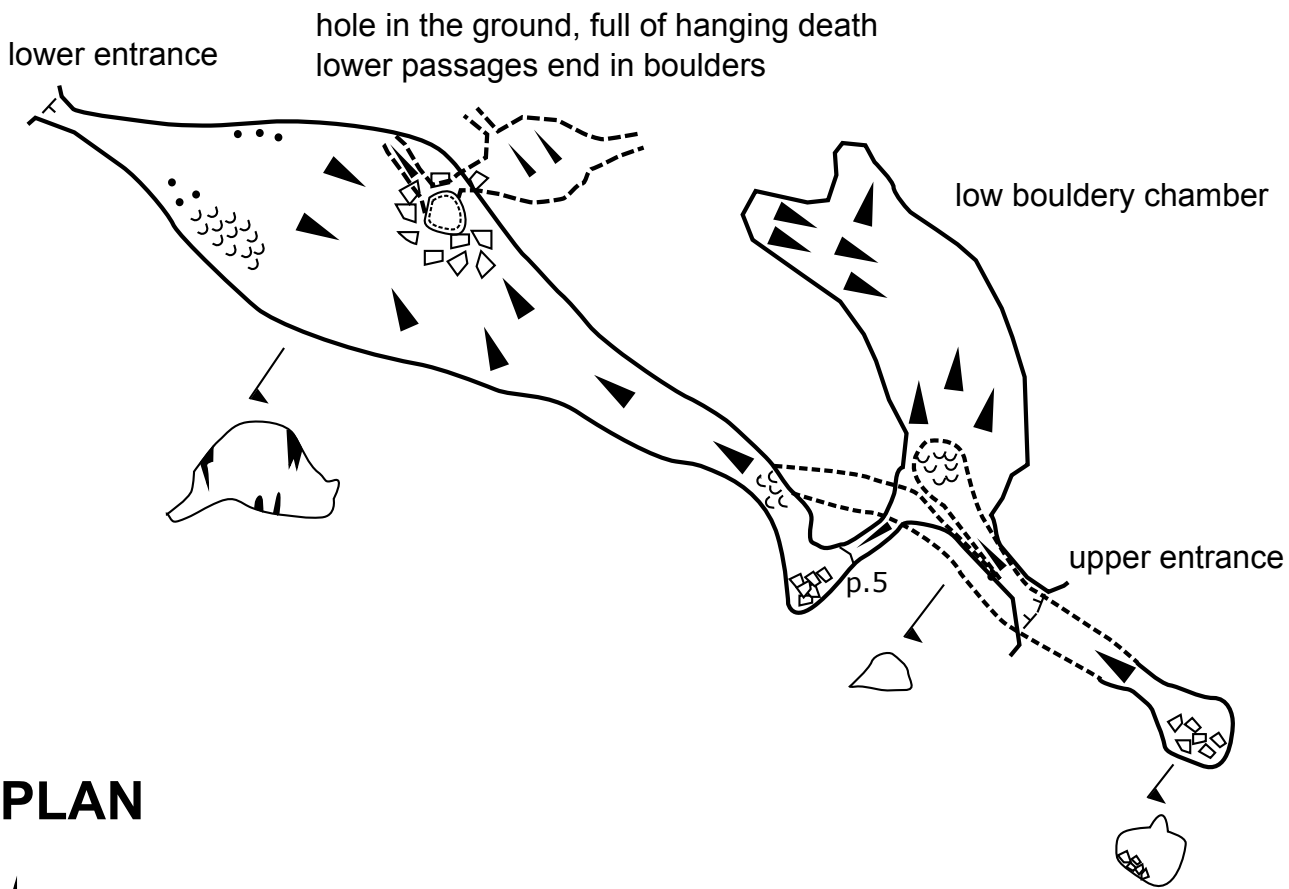 hole in the ground, full of hanging death
lower passages end in boulders
lower entrance
low bouldery chamber
upper entrance
p.5
PLAN